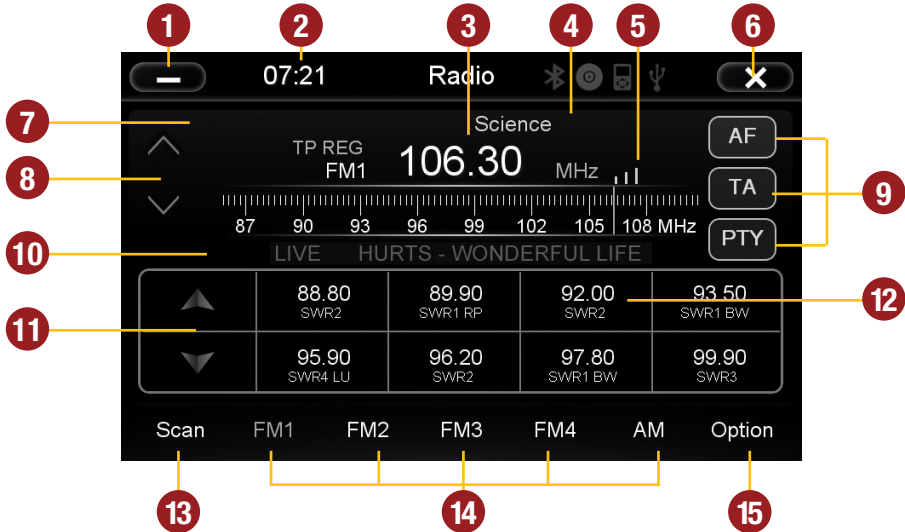 1 2 3 4 5 6
07:21 Radio
7 Science AF
TP REG
8 FM1 106.30 MHz TA 9
87 90 93 96 99 102 105 108 MHz PTY
10 LIVE HURTS - WONDERFUL LIFE
88.80 89.90 92.00 93.50 12
SWR2 SWR1 RP SWR2 SWR1 BW
11
95.90 96.20 97.80 99.90
SWR4 LU SWR2 SWR1 BW SWR3
Scan FM1 FM2 FM3 FM4 AM Option
13 14 15